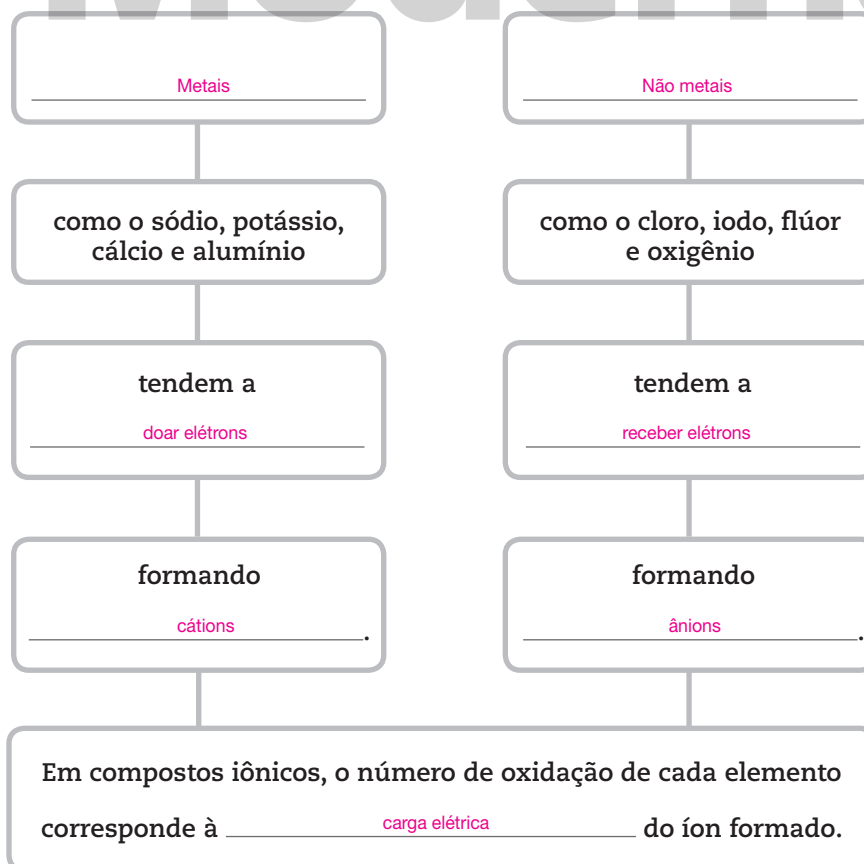 Metais
como o sódio, potássio,
cálcio e alumínio
tendem a
doar elétrons
formando
cátions.
Não metais
como o cloro, iodo, flúor
e oxigênio
tendem a
receber elétrons
formando
ânions.
Em compostos iônicos, o número de oxidação de cada elemento
corresponde à carga elétrica do íon formado.